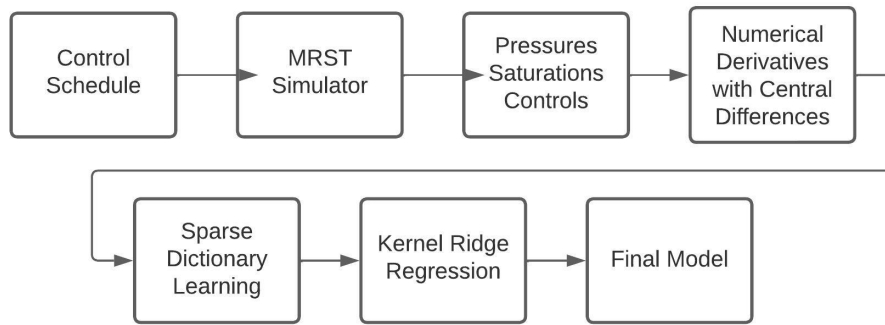 Control
Schedule
MRST
Simulator
Pressures
Saturations
Controls
Numerical
Derivatives
with Central
Differences
Sparse
Dictionary
Learning
Kernel Ridge
Regression
Final Model